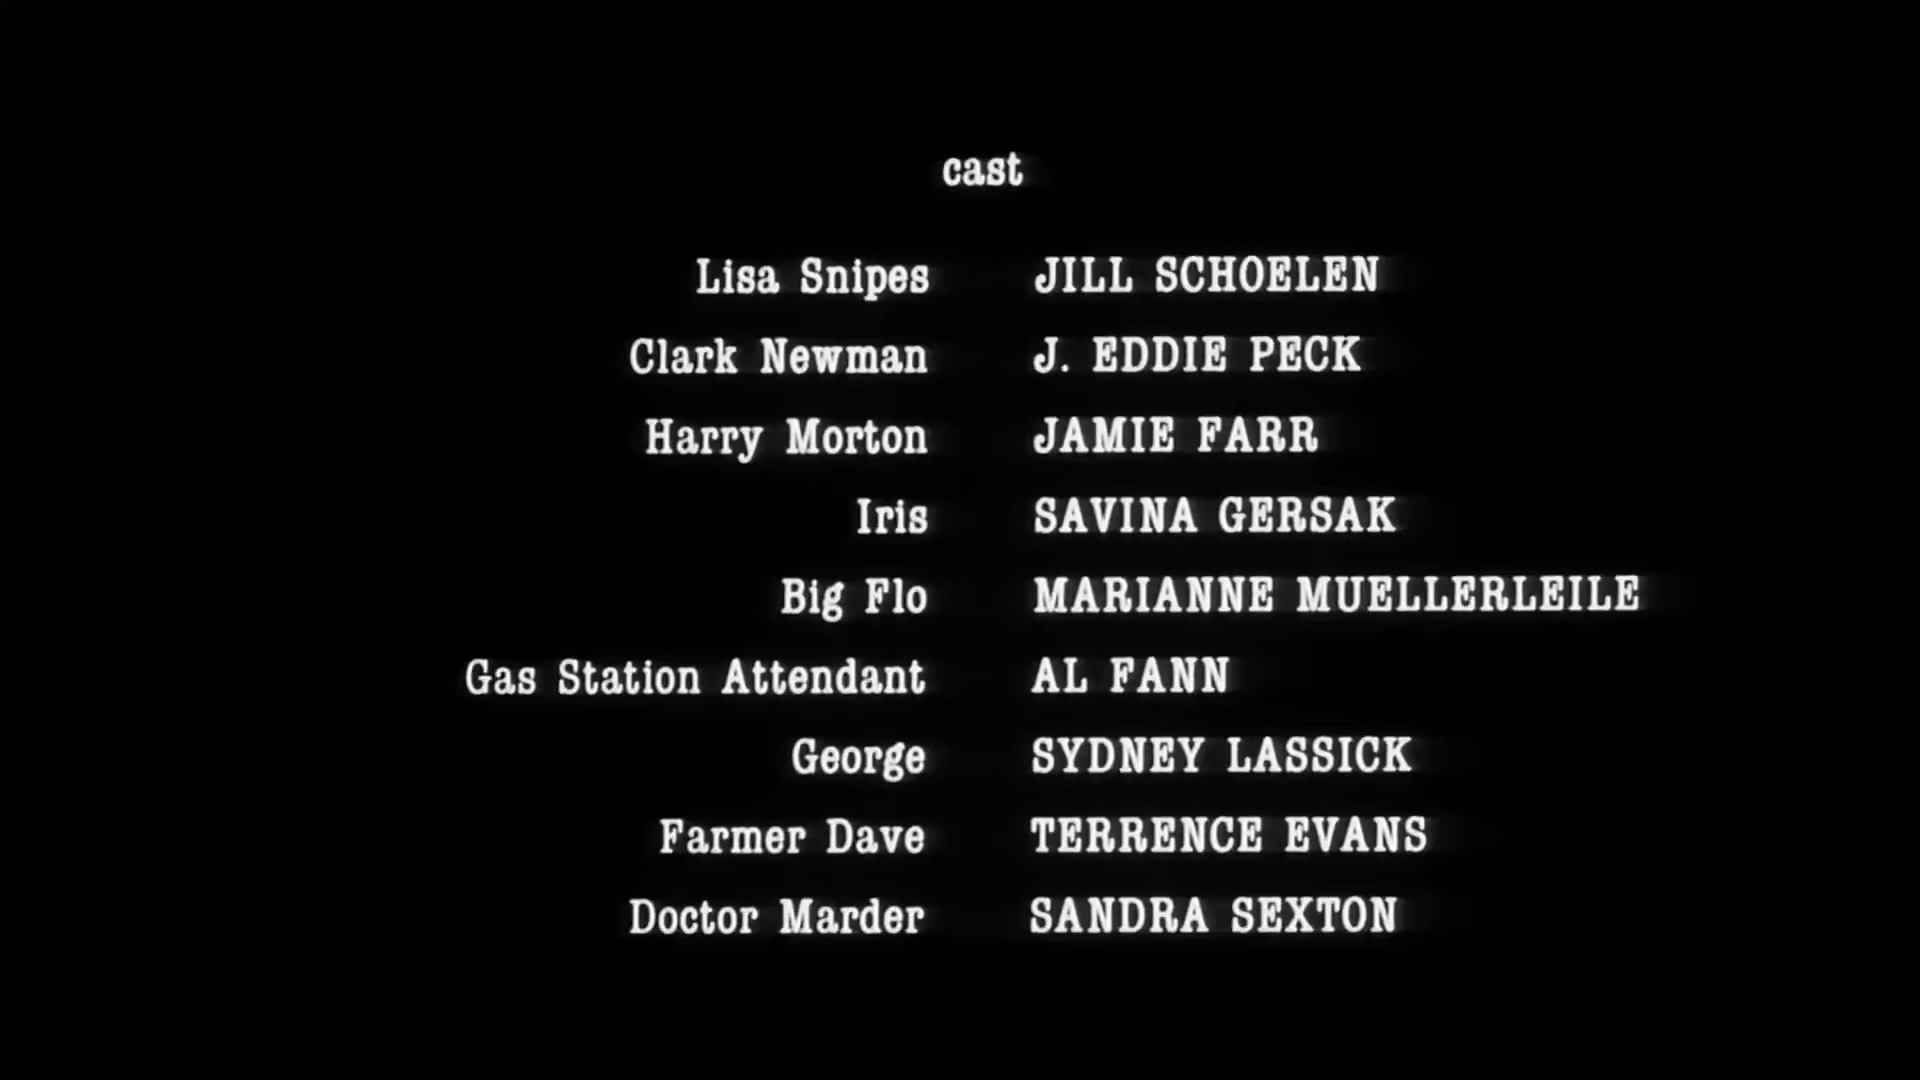 cast
Lisa Snipes JILL SCHOELEN
Clark Newman J. EDDIE PECK
Harry Morton JAMIE FARR
Iris SAVINA GERSAK
Big Flo MARIANNE MUELLERLEILE
Gas Station Attendant AL FANN
George SYDNEY LASSICK
Farmer Dave TERRENCE EVANS
Doctor Marder SANDRA SEXTON